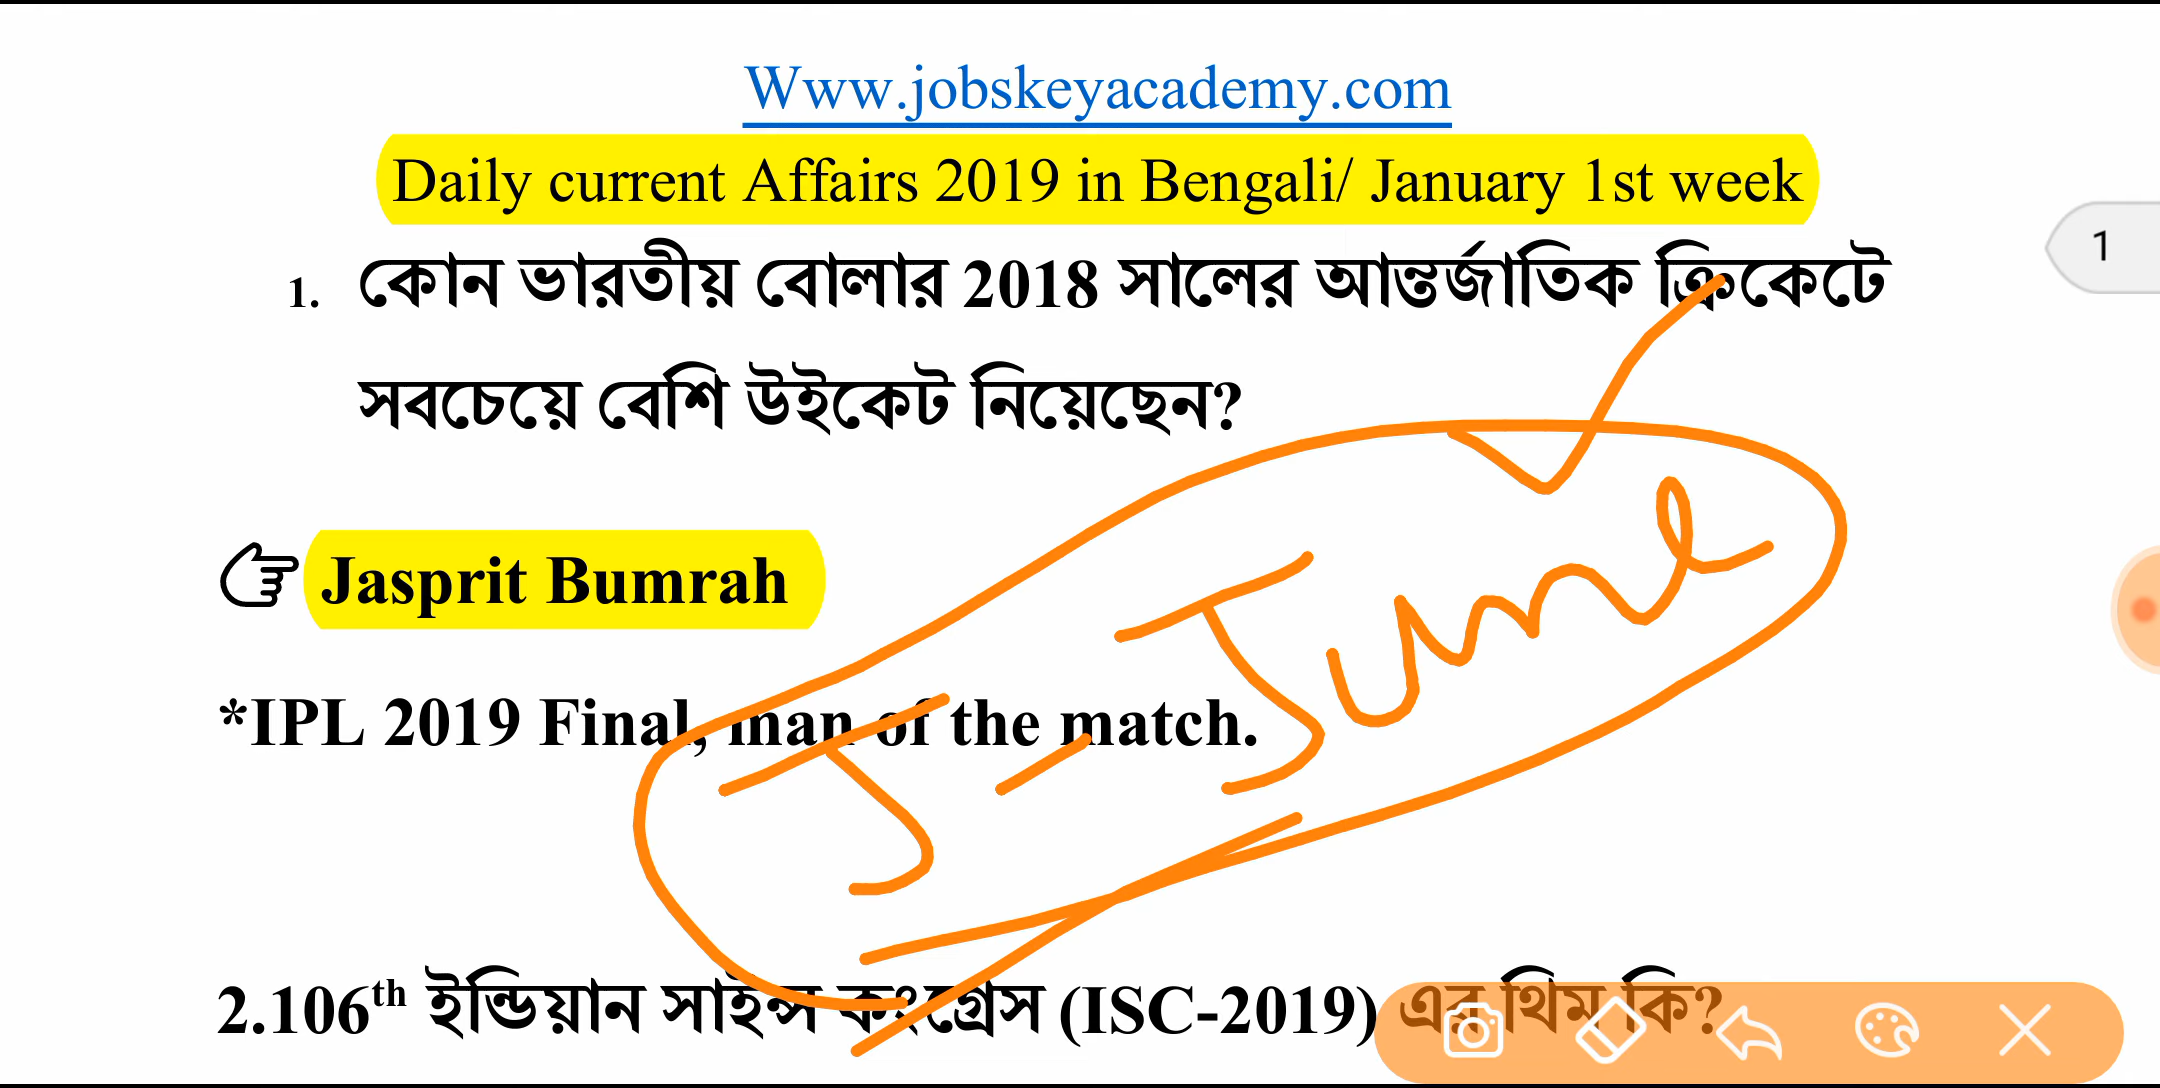 Www.jobskeyacademy.com
Daily current Affairs 2019 in Bengali/ January 1st week
1. কোন ভারতীয় বোলার 2018 সালের আন্তর্জাতিক ক্রিকেটে
সবচেয়ে বেশি উইকেট নিয়েছেন?
Jasprit Bumrah
*IPL 2019 Final, man of the match.
J - June
2.106th ইন্ডিয়ান সাইন্স কংগ্রেস (ISC-2019) এর থিম কি?
1